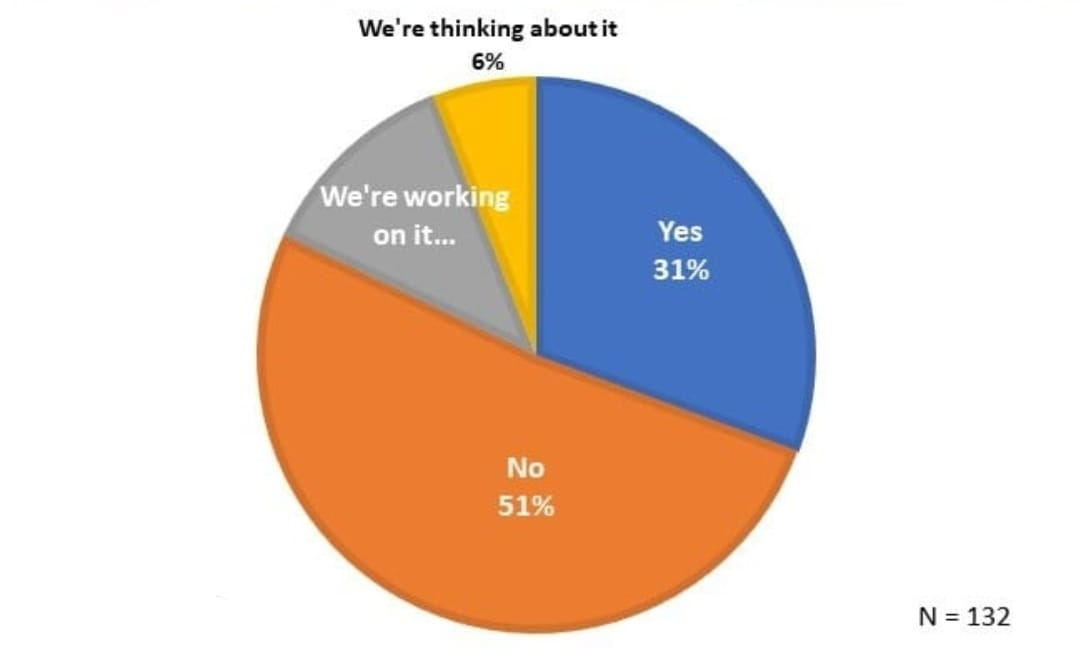 We're thinking about it
6%
We're working
on it...
Yes
31%
No
51%
N = 132